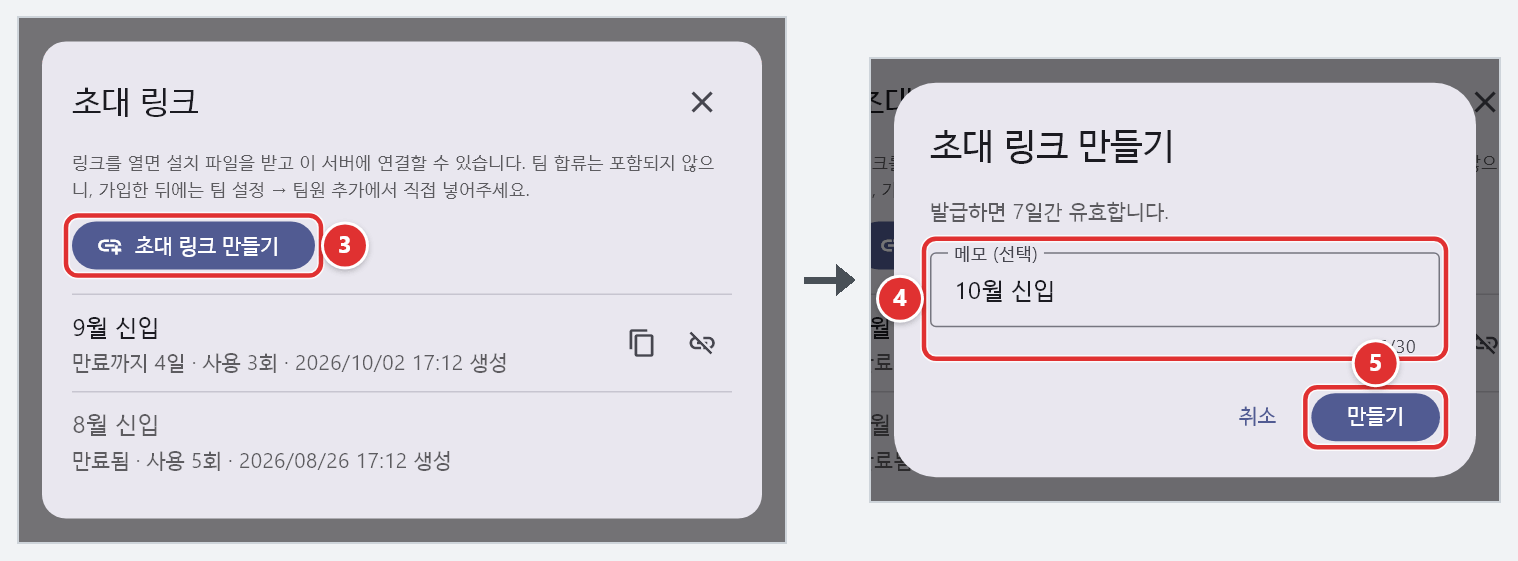 초대 링크
링크를 열면 설치 파일을 받고 이 서버에 연결할 수 있습니다. 팀 합류는 포함되지 않으
니, 가입한 뒤에는 팀 설정 → 팀원 추가에서 직접 넣어주세요.
초대 링크 만들기
3
9월 신입
만료까지 4일 · 사용 3회 · 2026/10/02 17:12 생성
8월 신입
만료됨 · 사용 5회 · 2026/08/26 17:12 생성
초대 링크 만들기
발급하면 7일간 유효합니다.
메모 (선택)
10월 신입
4
/30
5
취소
만들기